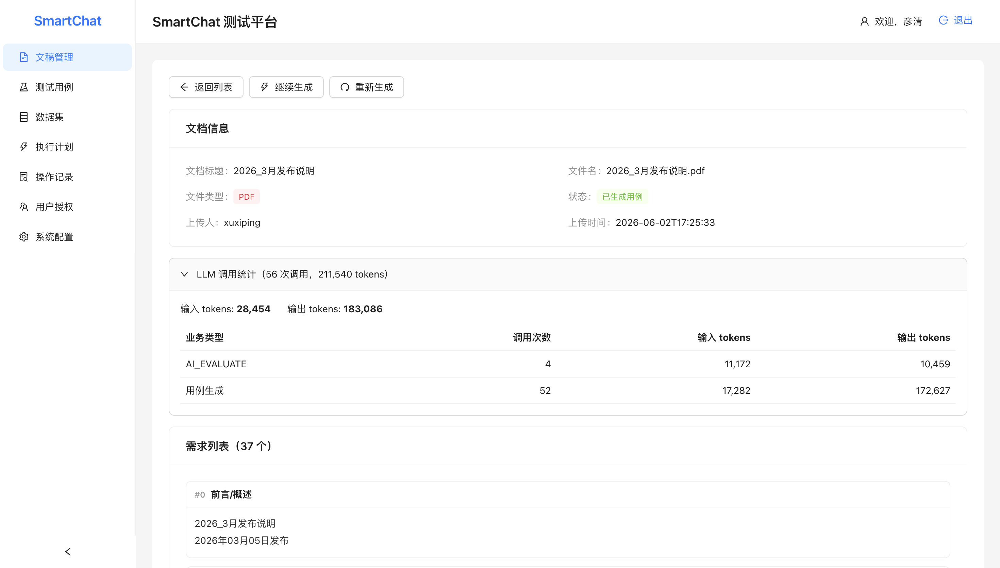 SmartChat
SmartChat 测试平台
欢迎，彦清
退出
文稿管理
测试用例
数据集
执行计划
操作记录
用户授权
系统配置
返回列表
继续生成
重新生成
文档信息
文档标题： 2026_3月发布说明
文件名： 2026_3月发布说明.pdf
文件类型： PDF
状态： 已生成用例
上传人： xuxiping
上传时间： 2026-06-02T17:25:33
LLM 调用统计（56 次调用，211,540 tokens）
输入 tokens: 28,454 输出 tokens: 183,086
业务类型 调用次数 输入 tokens 输出 tokens
AI_EVALUATE 4 11,172 10,459
用例生成 52 17,282 172,627
需求列表（37 个）
#0 前言/概述
2026_3月发布说明
2026年03月05日发布